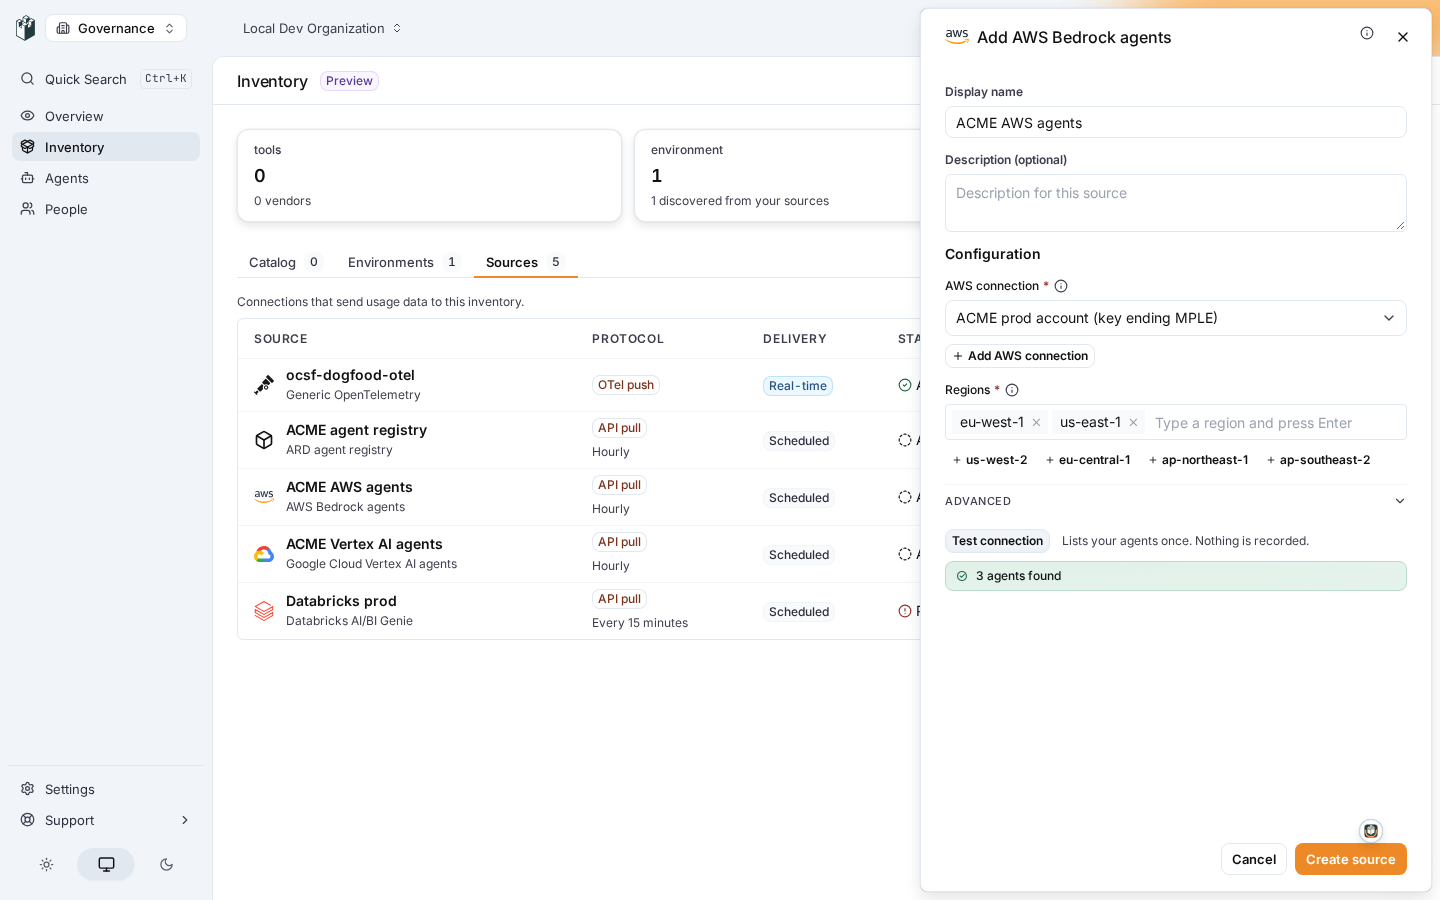 Governance
Local Dev Organization
Quick Search
Ctrl+K
Overview
Inventory
Agents
People
Settings
Support
Inventory
Preview
tools
0
0 vendors
environment
1
1 discovered from your sources
Catalog 0
Environments 1
Sources 5
Connections that send usage data to this inventory.
SOURCE PROTOCOL DELIVERY STA
ocsf-dogfood-otel
Generic OpenTelemetry
OTel push
Real-time
A
ACME agent registry
ARD agent registry
API pull
Hourly
Scheduled
A
aws
ACME AWS agents
AWS Bedrock agents
API pull
Hourly
Scheduled
A
ACME Vertex AI agents
Google Cloud Vertex AI agents
API pull
Hourly
Scheduled
A
Databricks prod
Databricks AI/BI Genie
API pull
Every 15 minutes
Scheduled
aws
Add AWS Bedrock agents
Display name
ACME AWS agents
Description (optional)
Description for this source
Configuration
AWS connection *
ACME prod account (key ending MPLE)
+ Add AWS connection
Regions *
eu-west-1 × us-east-1 × Type a region and press Enter
+ us-west-2 + eu-central-1 + ap-northeast-1 + ap-southeast-2
ADVANCED
Test connection
Lists your agents once. Nothing is recorded.
3 agents found
Cancel
Create source